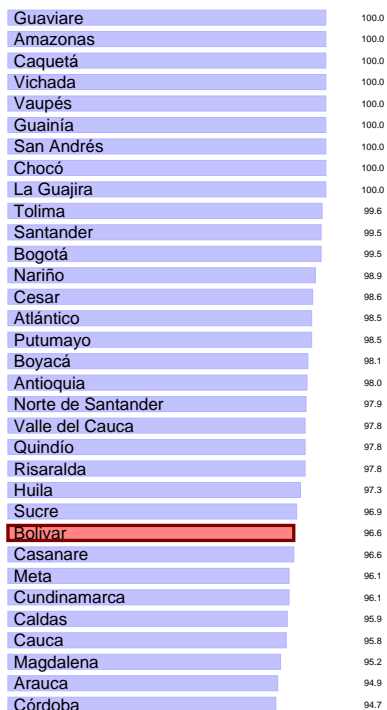 Guaviare 100.0
Amazonas 100.0
Caquetá 100.0
Vichada 100.0
Vaupés 100.0
Guainía 100.0
San Andrés 100.0
Chocó 100.0
La Guajira 100.0
Tolima 99.6
Santander 99.5
Bogotá 99.5
Nariño 98.9
Cesar 98.6
Atlántico 98.5
Putumayo 98.5
Boyacá 98.1
Antioquia 98.0
Norte de Santander 97.9
Valle del Cauca 97.8
Quindío 97.8
Risaralda 97.8
Huila 97.3
Sucre 96.9
Bolivar 96.6
Casanare 96.6
Meta 96.1
Cundinamarca 96.1
Caldas 95.9
Cauca 95.8
Magdalena 95.2
Arauca 94.9
Córdoba 94.7